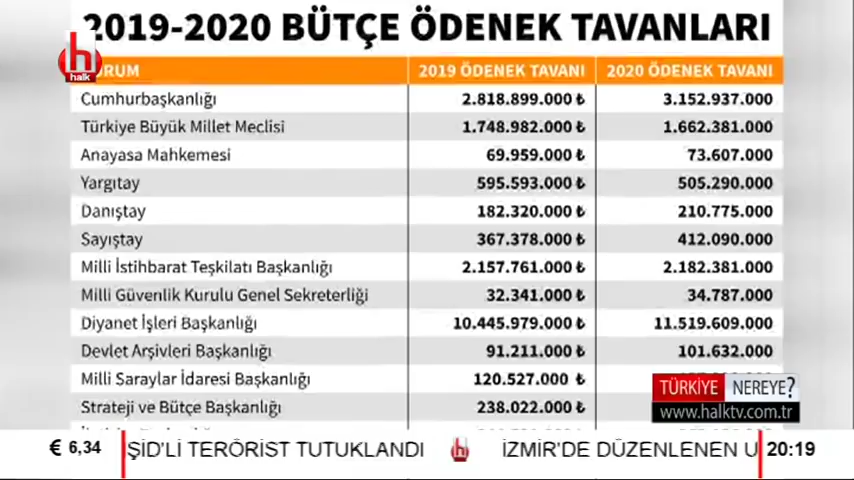 2019-2020 BÜTÇE ÖDENEK TAVANLARI
halk
URUM 2019 ÖDENEK TAVANI 2020 ÖDENEK TAVANI
Cumhurbaşkanlığı 2.818.899.000 ₺ 3.152.937.000
Türkiye Büyük Millet Meclisi 1.748.982.000 ₺ 1.662.381.000
Anayasa Mahkemesi 69.959.000 ₺ 73.607.000
Yargıtay 595.593.000 ₺ 505.290.000
Danıştay 182.320.000 ₺ 210.775.000
Sayıştay 367.378.000 ₺ 412.090.000
Milli İstihbarat Teşkilatı Başkanlığı 2.157.761.000 ₺ 2.182.381.000
Milli Güvenlik Kurulu Genel Sekreterliği 32.341.000 ₺ 34.787.000
Diyanet İşleri Başkanlığı 10.445.979.000 ₺ 11.519.609.000
Devlet Arşivleri Başkanlığı 91.211.000 ₺ 101.632.000
Milli Saraylar İdaresi Başkanlığı 120.527.000 ₺
Strateji ve Bütçe Başkanlığı 238.022.000 ₺
TÜRKİYE NEREYE?
www.halktv.com.tr
€ 6,34 ŞİD'Lİ TERÖRİST TUTUKLANDI İZMİR'DE DÜZENLENEN U 20:19